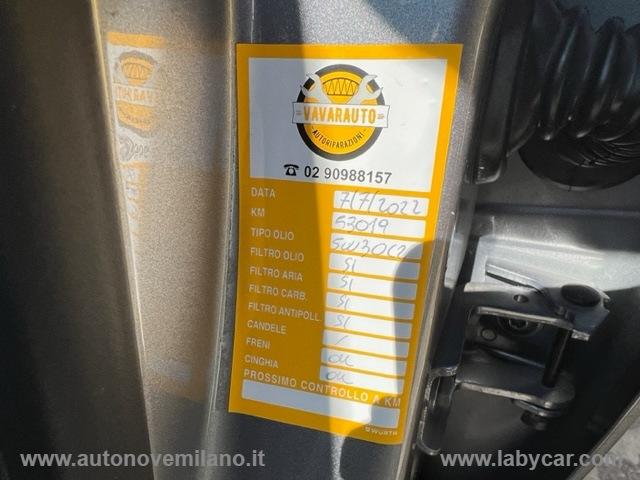 VAVARAUTO
AUTORIPARAZIONI
☎ 02 90988157
DATA 7/7/2022
KM 53019
TIPO OLIO 5W30C2
FILTRO OLIO SI
FILTRO ARIA SI
FILTRO CARB. SI
FILTRO ANTIPOLL. SI
CANDELE /
FRENI OK
CINGHIA OK
PROSSIMO CONTROLLO A KM
WÜRTH
www.autonovemilano.it
www.labycar.com